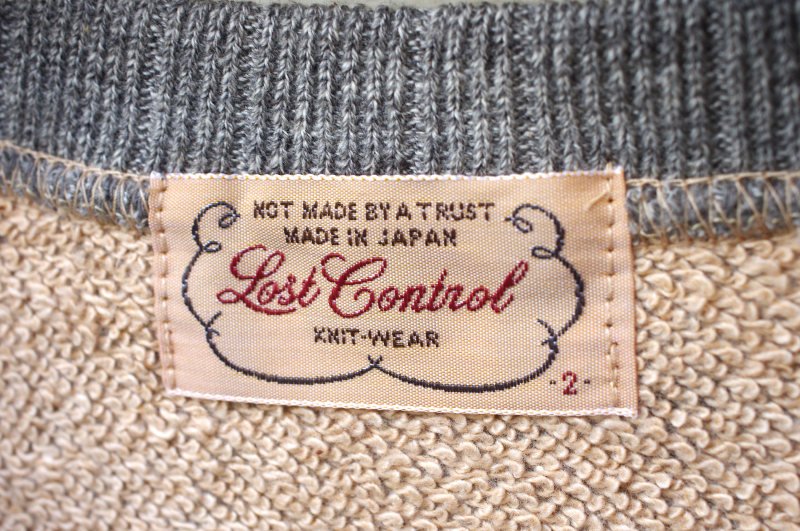 NOT MADE BY A TRUST
MADE IN JAPAN
Lost Control
KNIT-WEAR
-2-